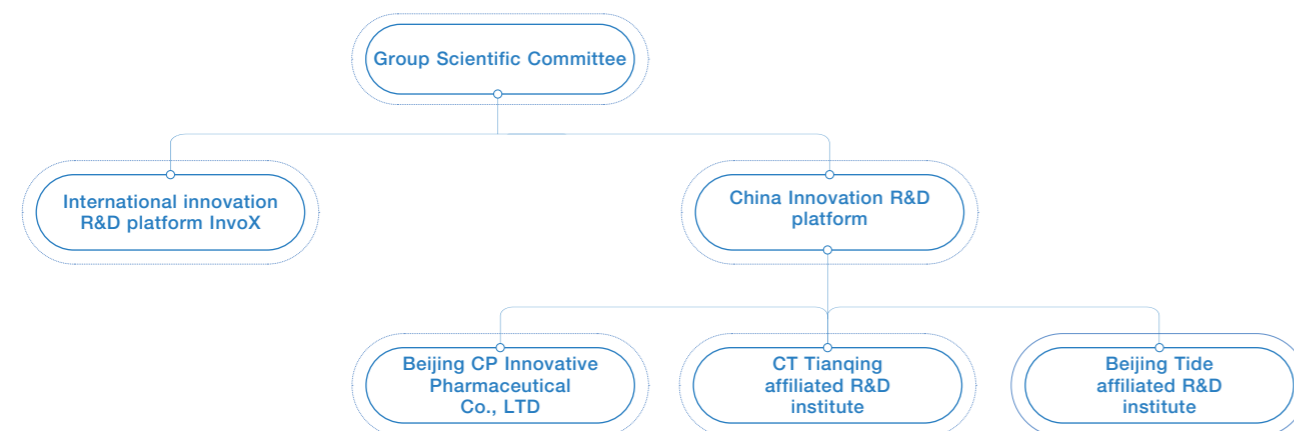 Group Scientific Committee
International innovation
R&D platform InvoX
China Innovation R&D
platform
Beijing CP Innovative
Pharmaceutical
Co., LTD
CT Tianqing
affiliated R&D
institute
Beijing Tide
affiliated R&D
institute